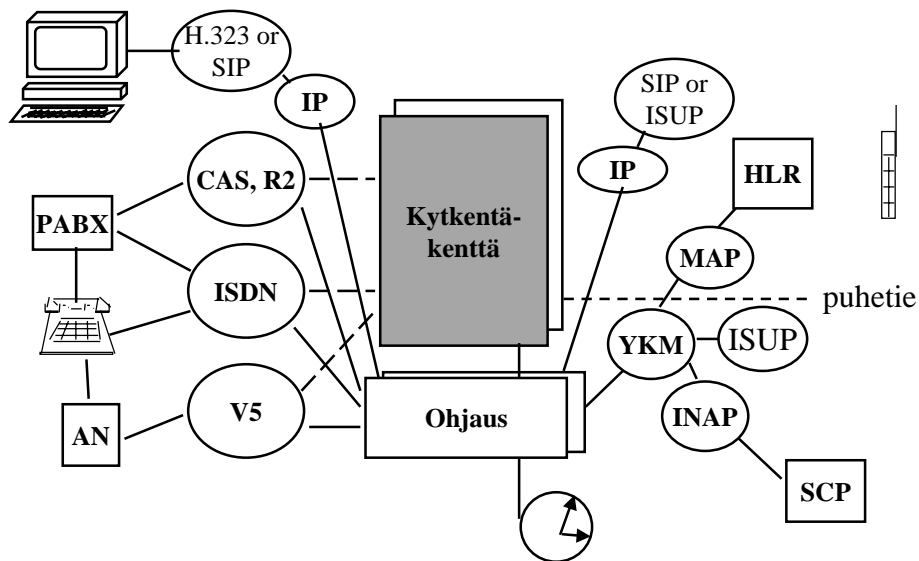 H.323 or
SIP
IP
SIP or
ISUP
IP
HLR
CAS, R2
PABX
Kytkentä-
kenttä
MAP
ISDN
puhetie
YKM
ISUP
V5
AN
Ohjaus
INAP
SCP